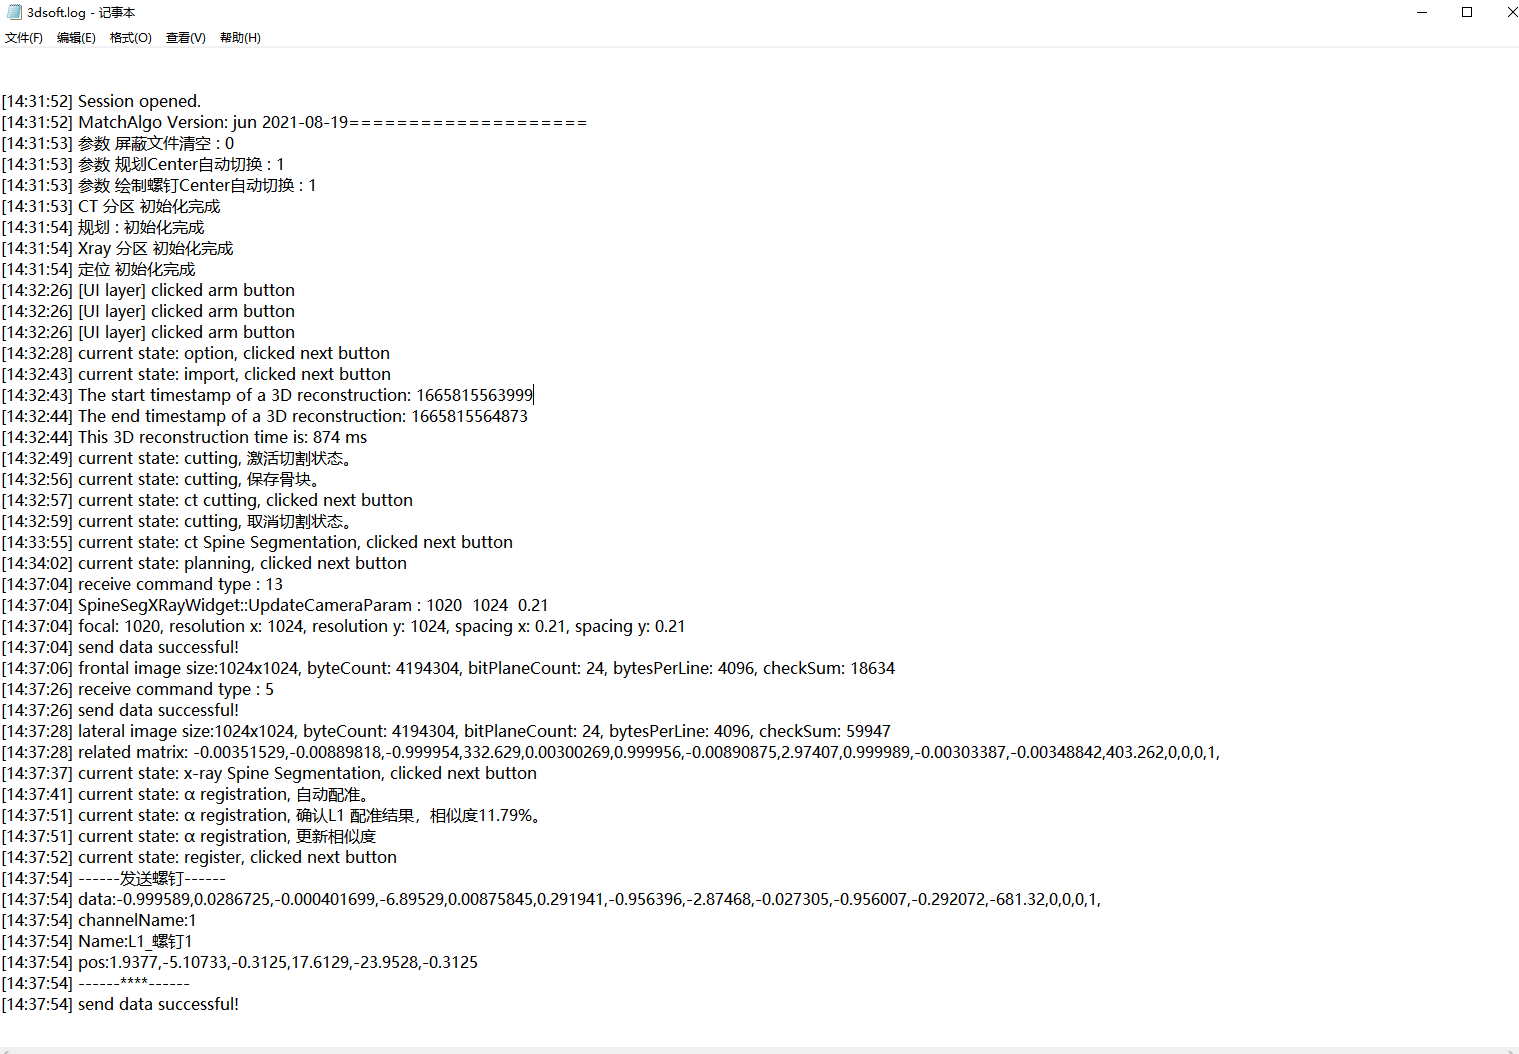 3dsoft.log - 记事本
文件(F) 编辑(E) 格式(O) 查看(V) 帮助(H)
[14:31:52] Session opened.
[14:31:52] MatchAlgo Version: jun 2021-08-19====================
[14:31:53] 参数 屏蔽文件清空 : 0
[14:31:53] 参数 规划Center自动切换 : 1
[14:31:53] 参数 绘制螺钉Center自动切换 : 1
[14:31:53] CT 分区 初始化完成
[14:31:54] 规划 : 初始化完成
[14:31:54] Xray 分区 初始化完成
[14:31:54] 定位 初始化完成
[14:32:26] [UI layer] clicked arm button
[14:32:26] [UI layer] clicked arm button
[14:32:26] [UI layer] clicked arm button
[14:32:28] current state: option, clicked next button
[14:32:43] current state: import, clicked next button
[14:32:43] The start timestamp of a 3D reconstruction: 1665815563999
[14:32:44] The end timestamp of a 3D reconstruction: 1665815564873
[14:32:44] This 3D reconstruction time is: 874 ms
[14:32:49] current state: cutting, 激活切割状态。
[14:32:56] current state: cutting, 保存骨块。
[14:32:57] current state: ct cutting, clicked next button
[14:32:59] current state: cutting, 取消切割状态。
[14:33:55] current state: ct Spine Segmentation, clicked next button
[14:34:02] current state: planning, clicked next button
[14:37:04] receive command type : 13
[14:37:04] SpineSegXRayWidget::UpdateCameraParam : 1020  1024  0.21
[14:37:04] focal: 1020, resolution x: 1024, resolution y: 1024, spacing x: 0.21, spacing y: 0.21
[14:37:04] send data successful!
[14:37:06] frontal image size:1024x1024, byteCount: 4194304, bitPlaneCount: 24, bytesPerLine: 4096, checkSum: 18634
[14:37:26] receive command type : 5
[14:37:26] send data successful!
[14:37:28] lateral image size:1024x1024, byteCount: 4194304, bitPlaneCount: 24, bytesPerLine: 4096, checkSum: 59947
[14:37:28] related matrix: -0.00351529,-0.00889818,-0.999954,332.629,0.00300269,0.999956,-0.00890875,2.97407,0.999989,-0.00303387,-0.00348842,403.262,0,0,0,1,
[14:37:37] current state: x-ray Spine Segmentation, clicked next button
[14:37:41] current state: α registration, 自动配准。
[14:37:51] current state: α registration, 确认L1 配准结果，相似度11.79%。
[14:37:51] current state: α registration, 更新相似度
[14:37:52] current state: register, clicked next button
[14:37:54] ------发送螺钉------
[14:37:54] data:-0.999589,0.0286725,-0.000401699,-6.89529,0.00875845,0.291941,-0.956396,-2.87468,-0.027305,-0.956007,-0.292072,-681.32,0,0,0,1,
[14:37:54] channelName:1
[14:37:54] Name:L1_螺钉1
[14:37:54] pos:1.9377,-5.10733,-0.3125,17.6129,-23.9528,-0.3125
[14:37:54] ------****------
[14:37:54] send data successful!